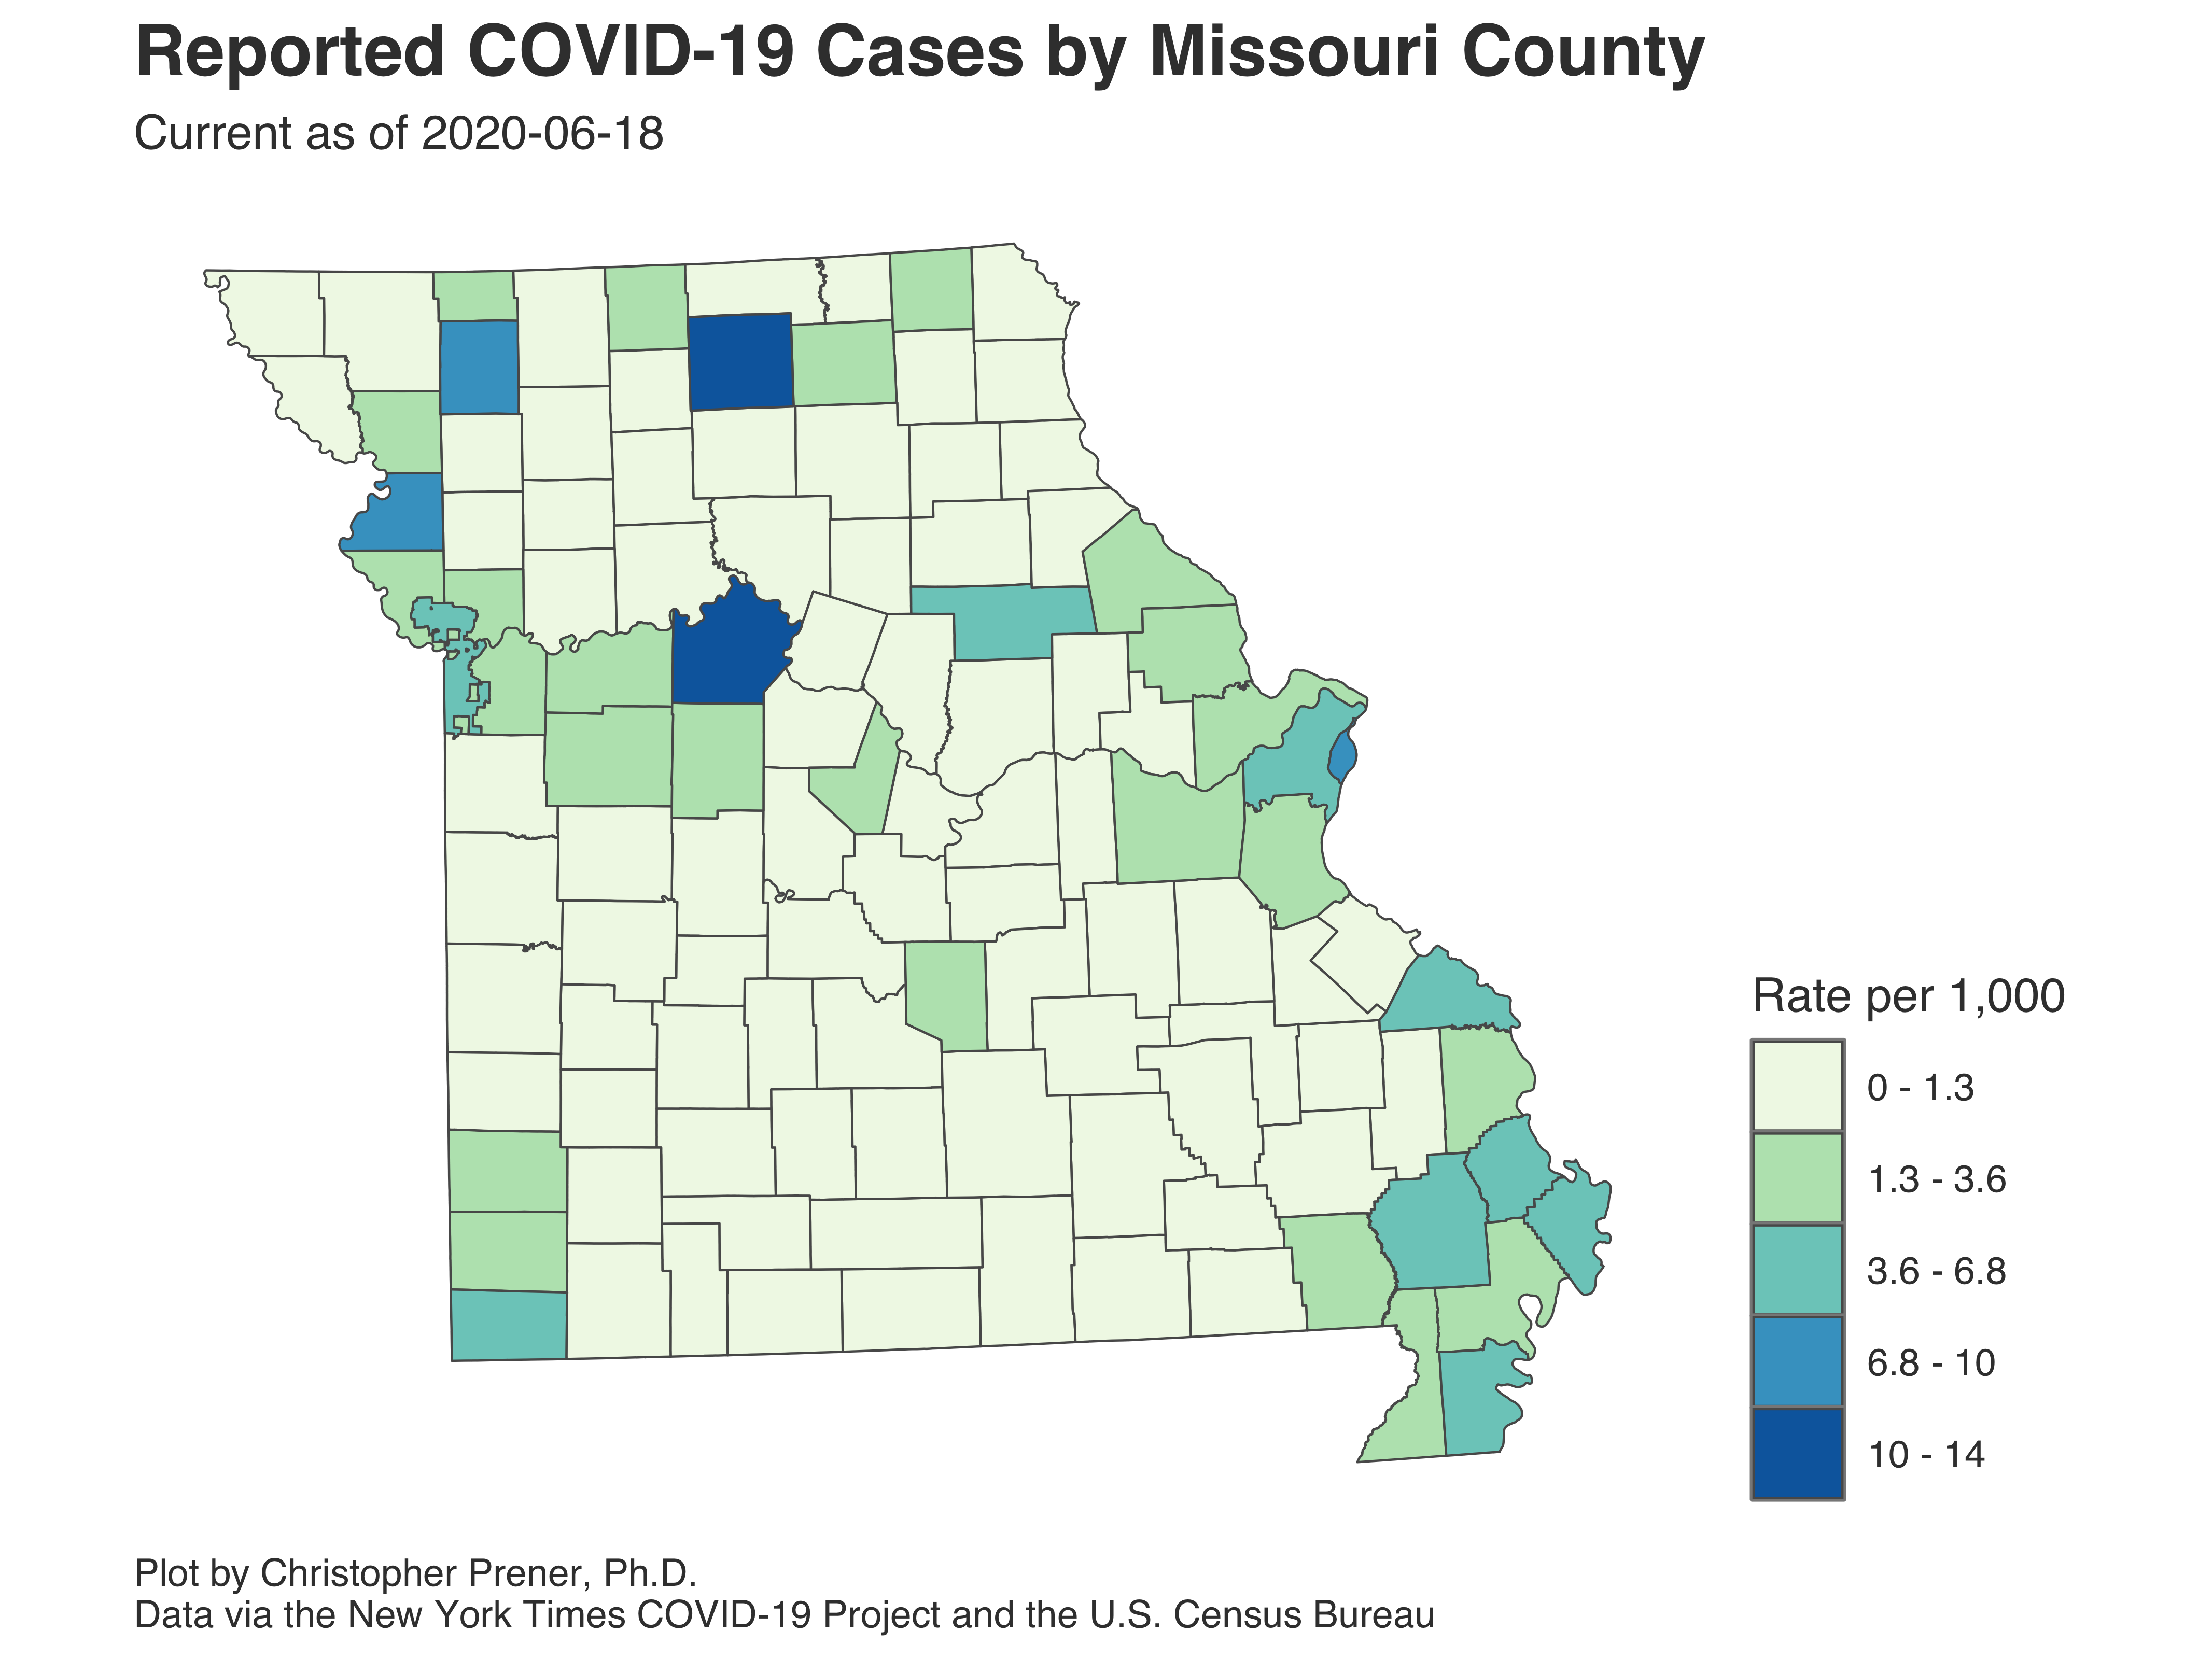 Reported COVID-19 Cases by Missouri County
Current as of 2020-06-18
Rate per 1,000
0 - 1.3
1.3 - 3.6
3.6 - 6.8
6.8 - 10
10 - 14
Plot by Christopher Prener, Ph.D.
Data via the New York Times COVID-19 Project and the U.S. Census Bureau